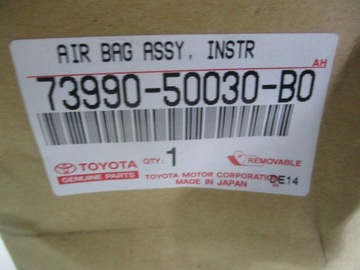 AIR BAG ASSY, INSTR
AH
73990-50030-B0
TOYOTA
GENUINE PARTS
QTY: 1
REMOVABLE
TOYOTA MOTOR CORPORATION
MADE IN JAPAN
DE14